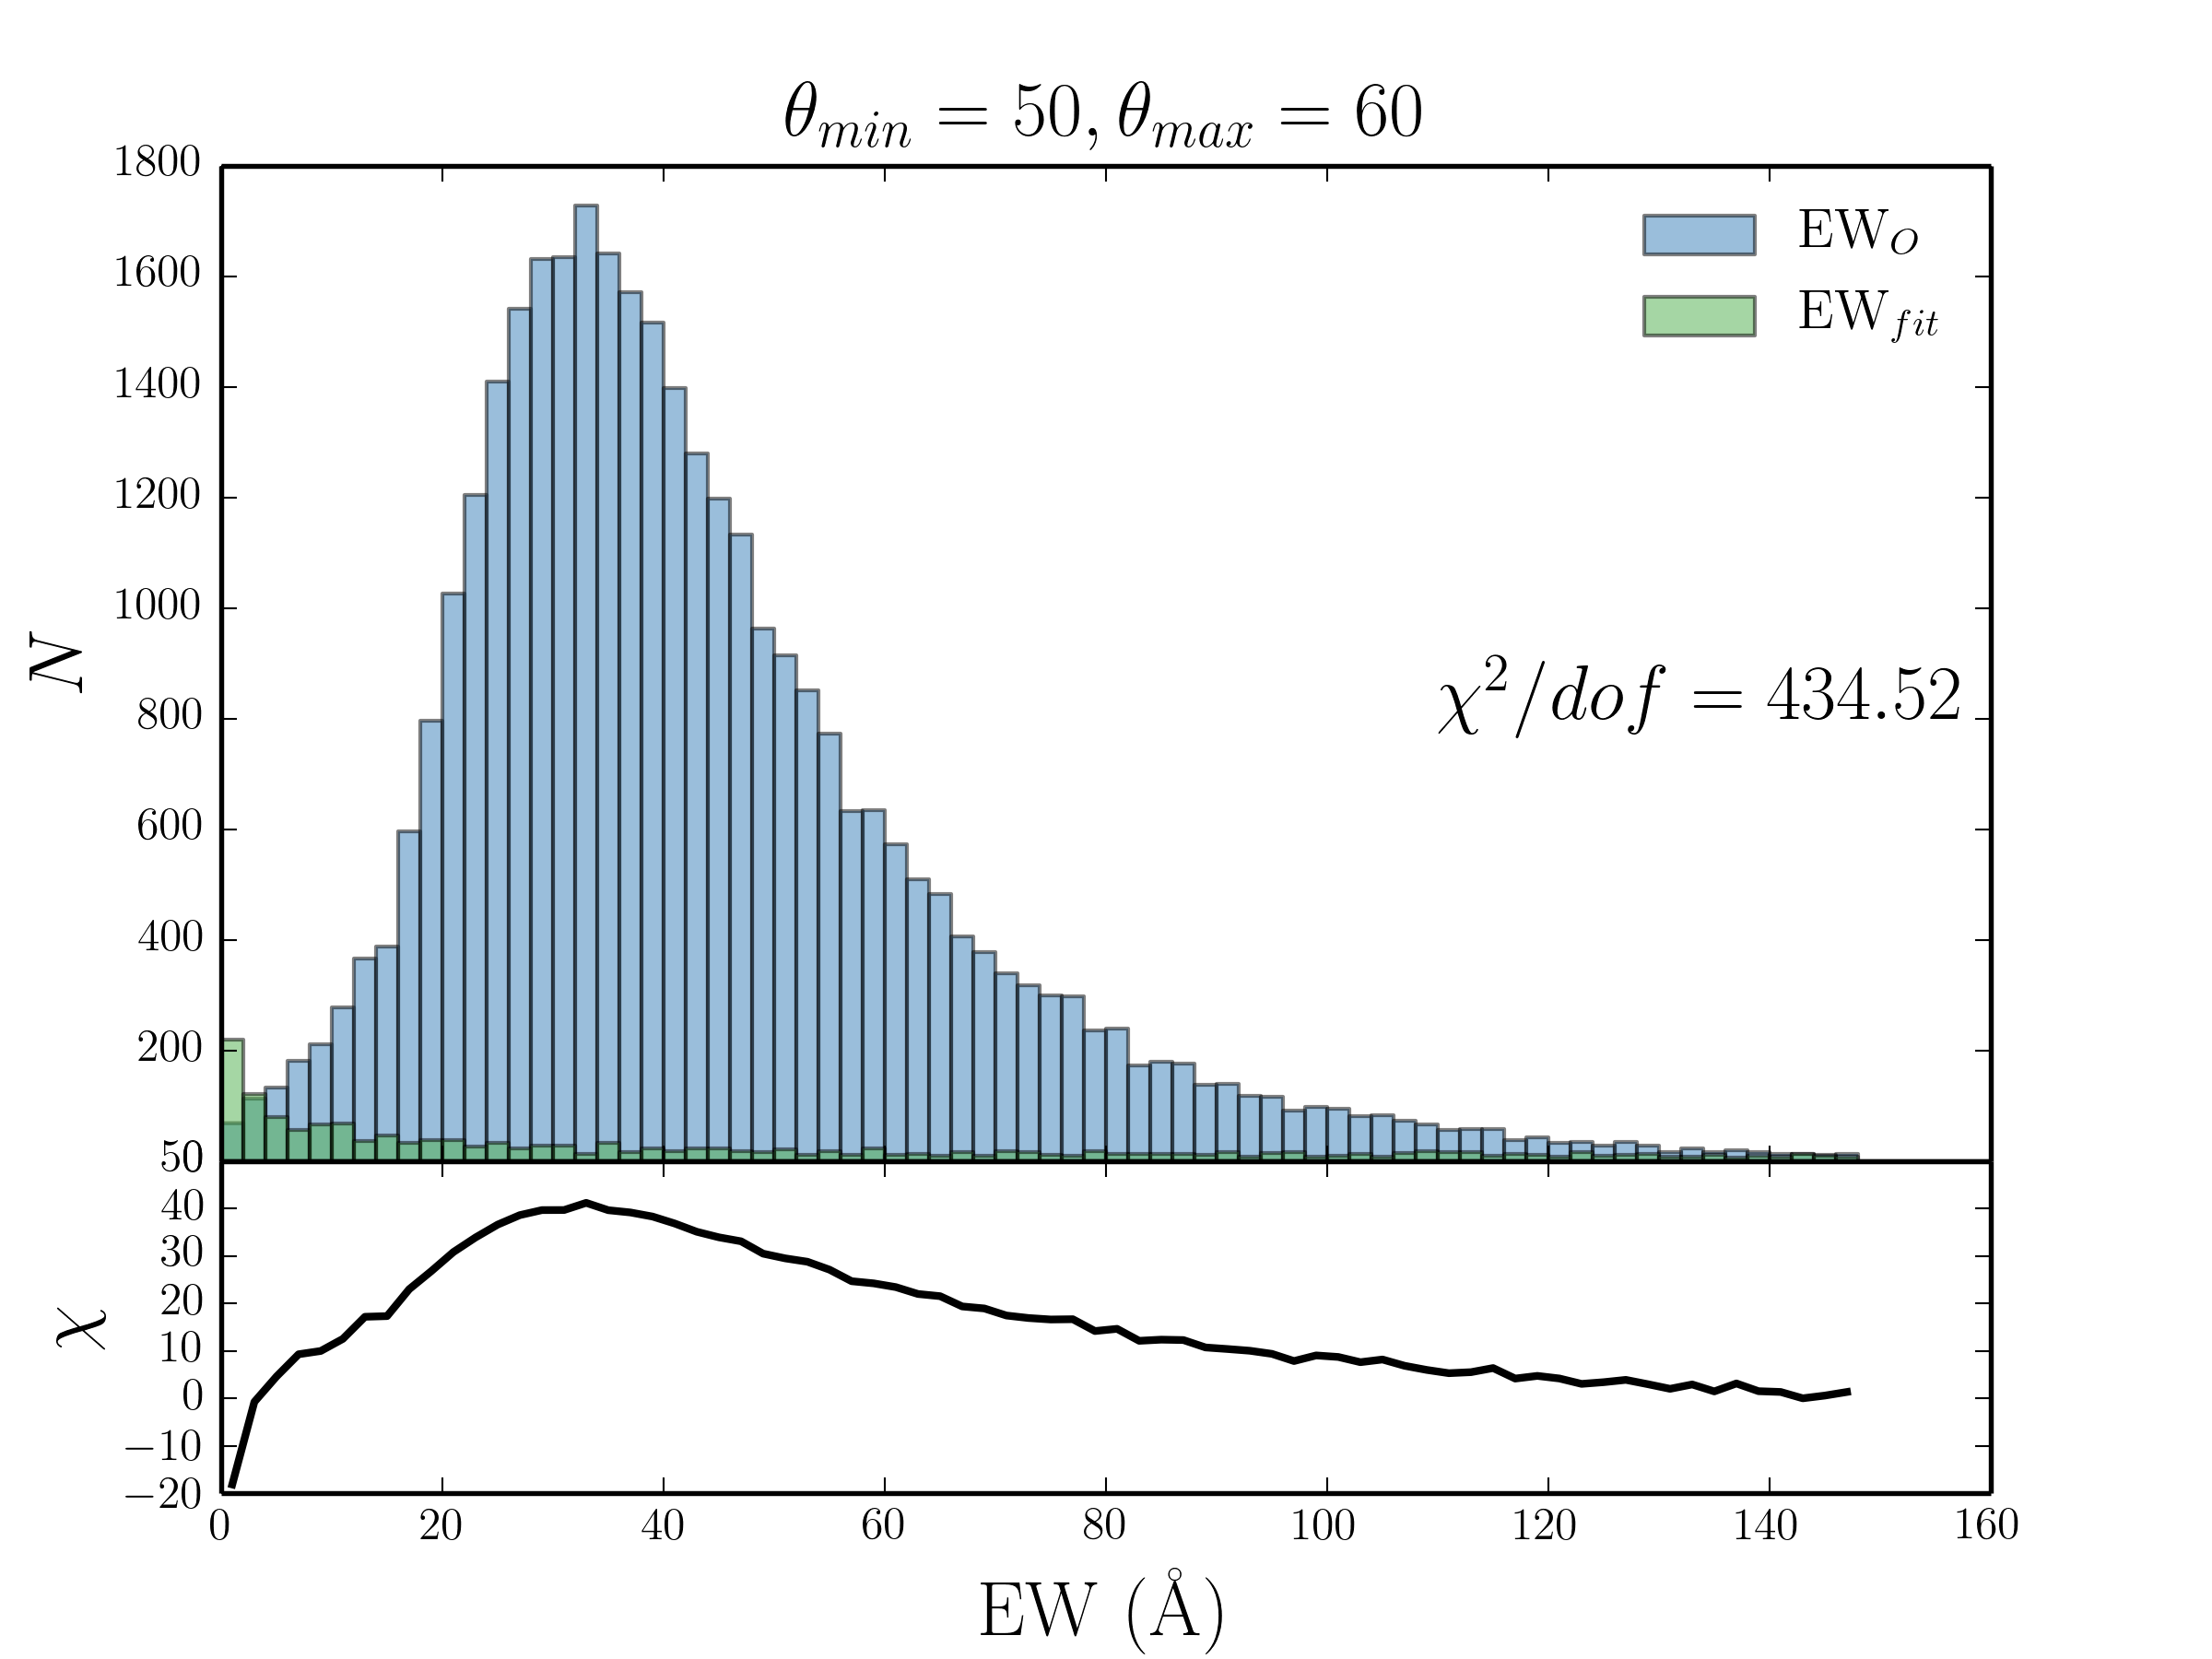 θmin = 50, θmax = 60
1800
1600
1400
1200
1000
800
600
400
200
50
40
30
20
10
0
−10
−20
N
χ
EWO
EWfit
χ²/dof = 434.52
0 20 40 60 80 100 120 140 160
EW (Å)